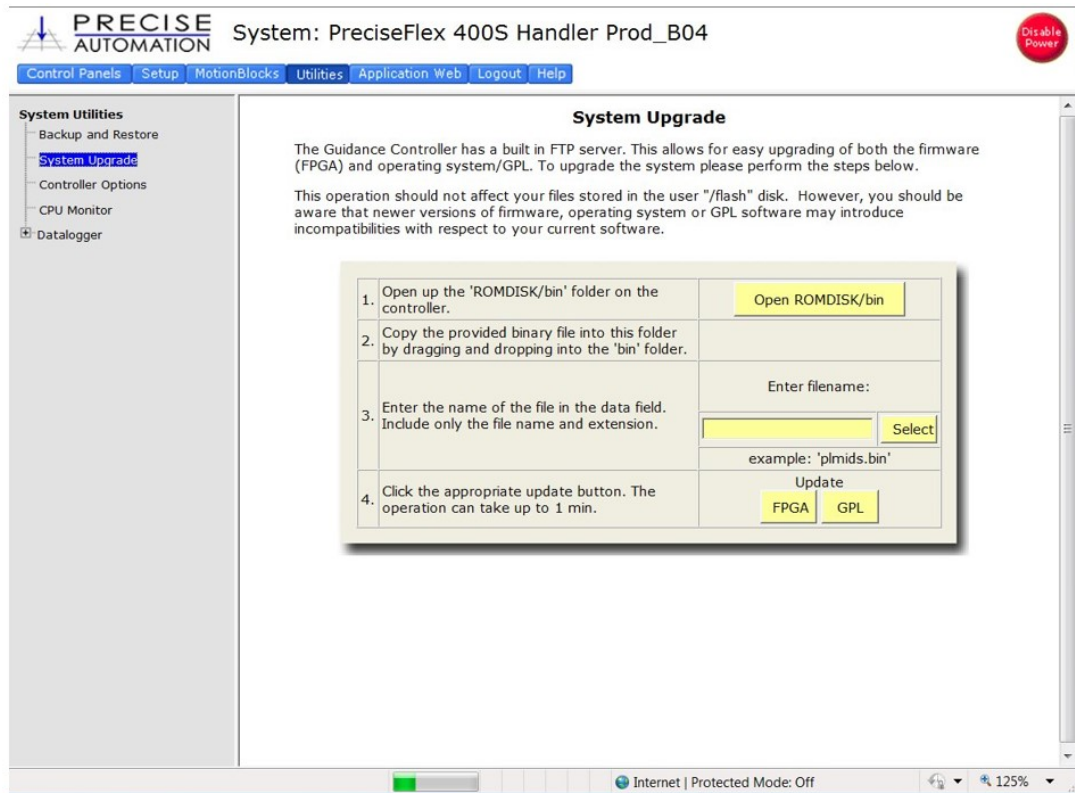 PRECISE
AUTOMATION
System: PreciseFlex 400S Handler Prod_B04
Disable
Power
Control Panels Setup MotionBlocks Utilities Application Web Logout Help
System Utilities
Backup and Restore
System Upgrade
Controller Options
CPU Monitor
Datalogger
System Upgrade
The Guidance Controller has a built in FTP server. This allows for easy upgrading of both the firmware
(FPGA) and operating system/GPL. To upgrade the system please perform the steps below.
This operation should not affect your files stored in the user "/flash" disk. However, you should be
aware that newer versions of firmware, operating system or GPL software may introduce
incompatibilities with respect to your current software.
1. Open up the 'ROMDISK/bin' folder on the
controller.
Open ROMDISK/bin
2. Copy the provided binary file into this folder
by dragging and dropping into the 'bin' folder.
3. Enter the name of the file in the data field.
Include only the file name and extension.
Enter filename:
Select
example: 'plmids.bin'
4. Click the appropriate update button. The
operation can take up to 1 min.
Update
FPGA GPL
Internet | Protected Mode: Off
125%